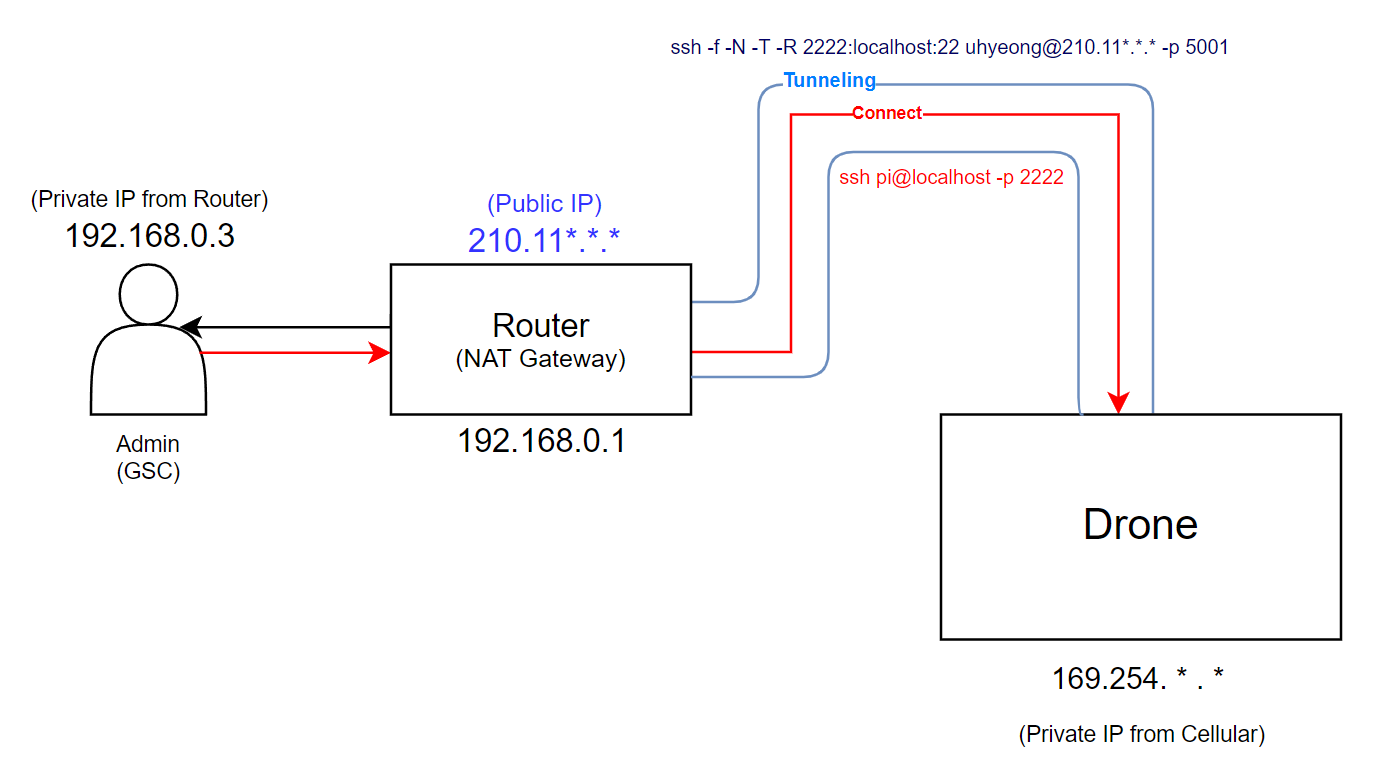 ssh -f -N -T -R 2222:localhost:22 uhyeong@210.11*.*.* -p 5001
Tunneling
Connect
ssh pi@localhost -p 2222
(Private IP from Router)
192.168.0.3
(Public IP)
210.11*.*.*
Router
(NAT Gateway)
192.168.0.1
Admin
(GSC)
Drone
169.254. * . *
(Private IP from Cellular)